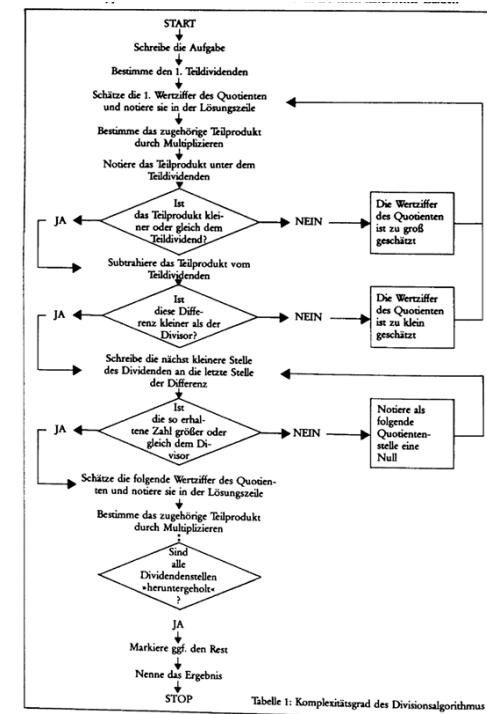 START
Schreibe die Aufgabe
Bestimme den 1. Teildividenden
Schätze die 1. Wertziffer des Quotienten
und notiere sie in der Lösungszeile
Bestimme das zugehörige Teilprodukt
durch Multiplizieren
Notiere das Teilprodukt unter dem
Teildividenden
Ist
das Teilprodukt klei-
ner oder gleich dem
Teildividend?
JA
NEIN
Die Wertziffer
des Quotienten
ist zu groß
geschätzt
Subtrahiere das Teilprodukt vom
Teildividenden
Ist
diese Diffe-
renz kleiner als der
Divisor?
JA
NEIN
Die Wertziffer
des Quotienten
ist zu klein
geschätzt
Schreibe die nächst kleinere Stelle
des Dividenden an die letzte Stelle
der Differenz
Ist
die so erhal-
tene Zahl größer oder
gleich dem Di-
visor
JA
NEIN
Notiere als
folgende
Quotienten-
stelle eine
Null
Schätze die folgende Wertziffer des Quotien-
ten und notiere sie in der Lösungszeile
Bestimme das zugehörige Teilprodukt
durch Multiplizieren
Sind
alle
Dividendenstellen
»heruntergeholt«
?
JA
Markiere ggf. den Rest
Nenne das Ergebnis
STOP
Tabelle 1: Komplexitätsgrad des Divisionsalgorithmus